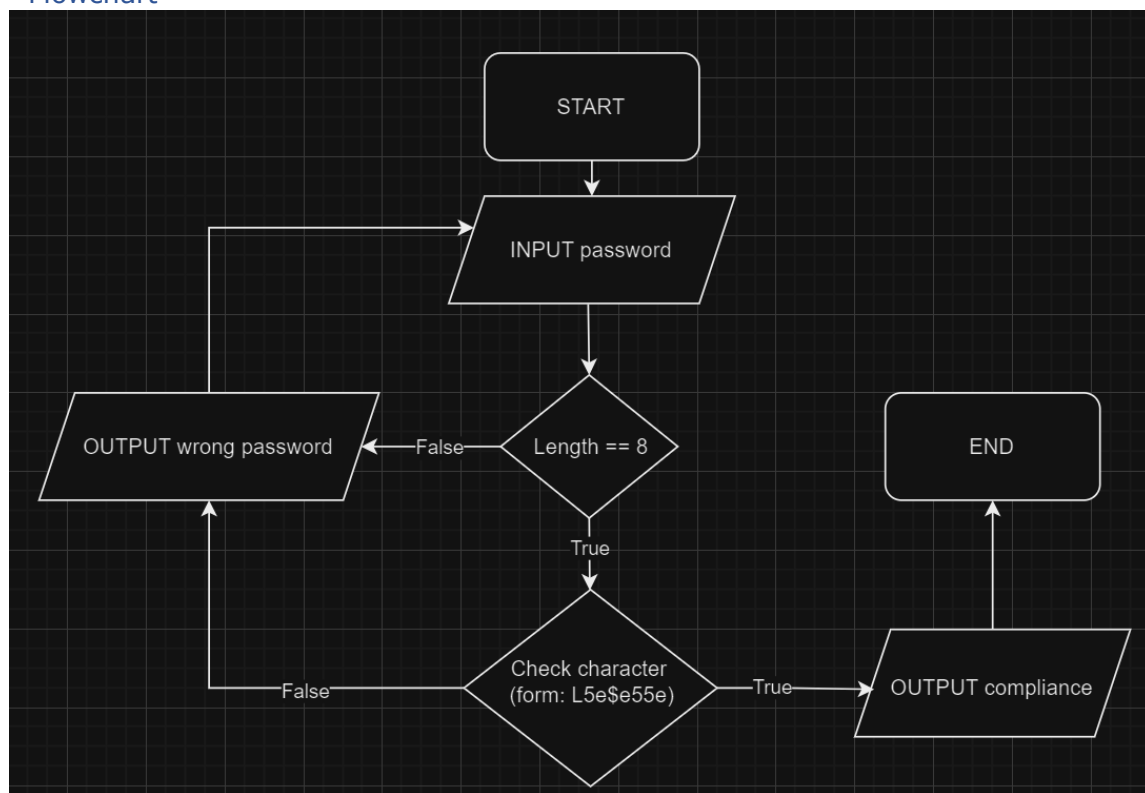 Flowchart
START
INPUT password
OUTPUT wrong password
False
Length == 8
END
True
Check character
(form: L5e$e55e)
False
True
OUTPUT compliance